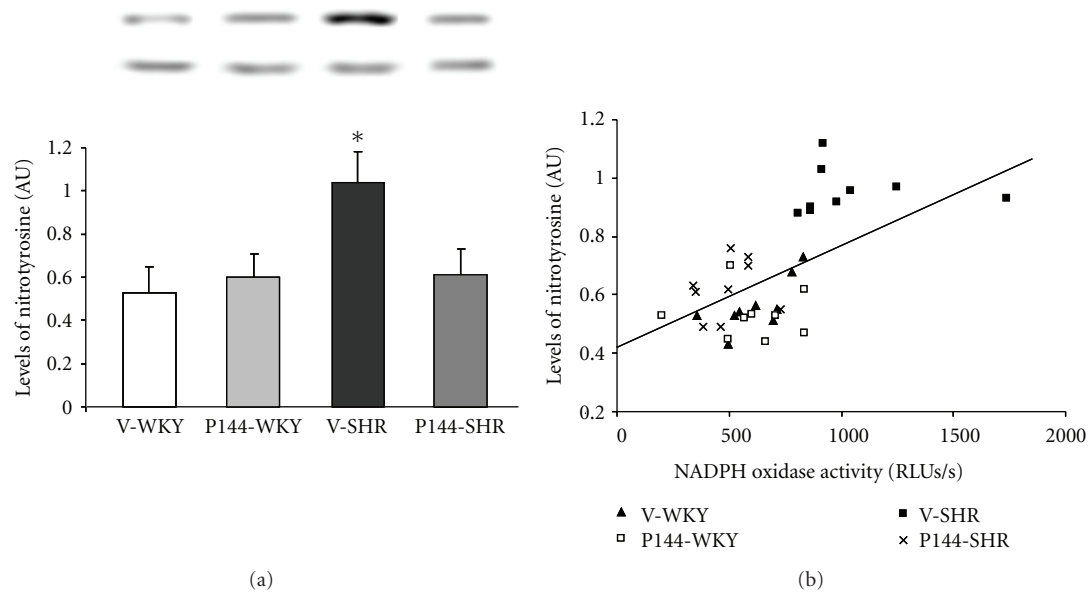 *
1.2
1
0.8
0.6
0.4
0.2
0
Levels of nitrotyrosine (AU)
V-WKY P144-WKY V-SHR P144-SHR
(a)
1.2
1
0.8
0.6
0.4
0.2
Levels of nitrotyrosine (AU)
0 500 1000 1500 2000
NADPH oxidase activity (RLUs/s)
V-WKY V-SHR
P144-WKY P144-SHR
(b)